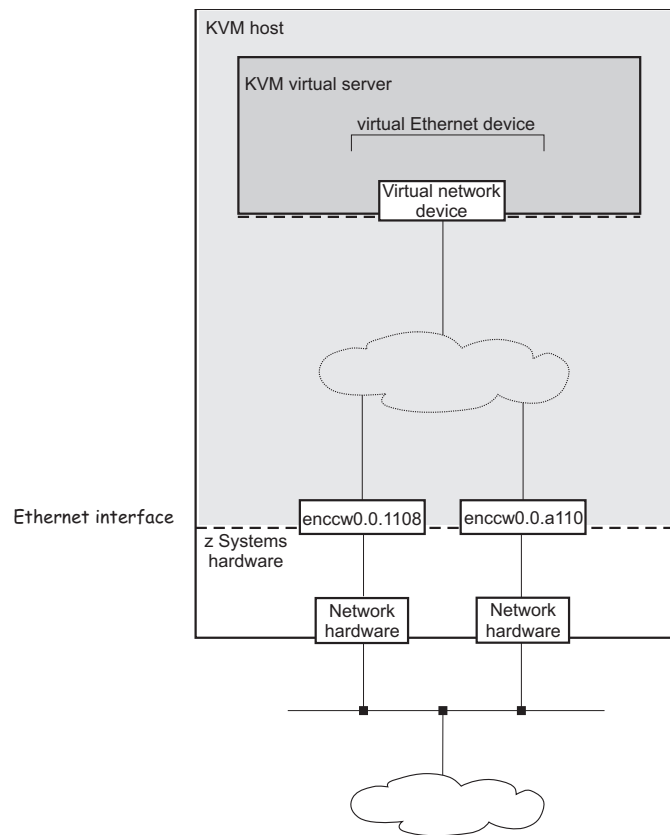 KVM host
KVM virtual server
virtual Ethernet device
Virtual network
device
Ethernet interface
enccw0.0.1108
enccw0.0.a110
z Systems
hardware
Network
hardware
Network
hardware